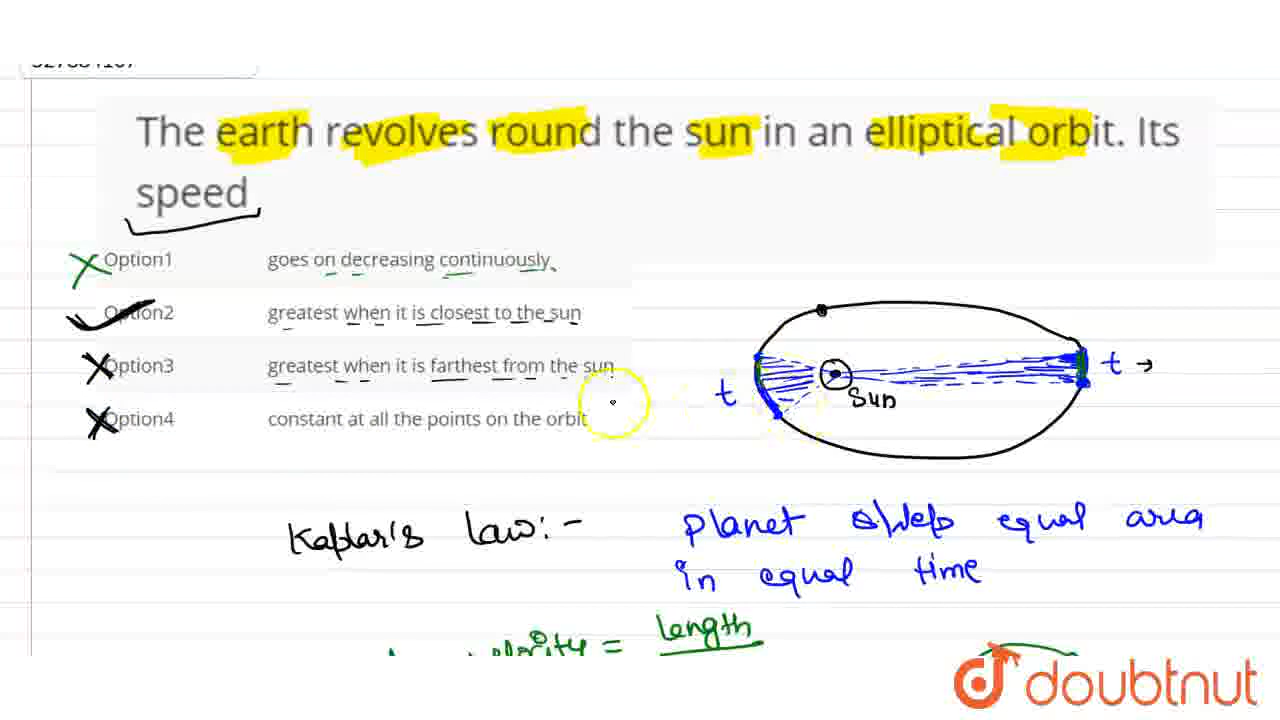 The earth revolves round the sun in an elliptical orbit. Its
speed
Option1 goes on decreasing continuously
Option2 greatest when it is closest to the sun
Option3 greatest when it is farthest from the sun
Option4 constant at all the points on the orbit
t
t
Sun
Kaplar's law:-
planet sweps equal area
in equal time
length
=
doubtnut